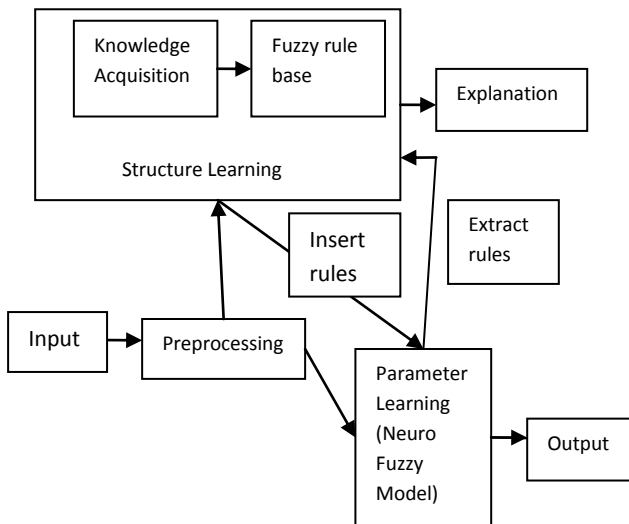 Knowledge
Acquisition
Fuzzy rule
base
Explanation
Structure Learning
Insert
rules
Extract
rules
Input
Preprocessing
Parameter
Learning
(Neuro
Fuzzy
Model)
Output